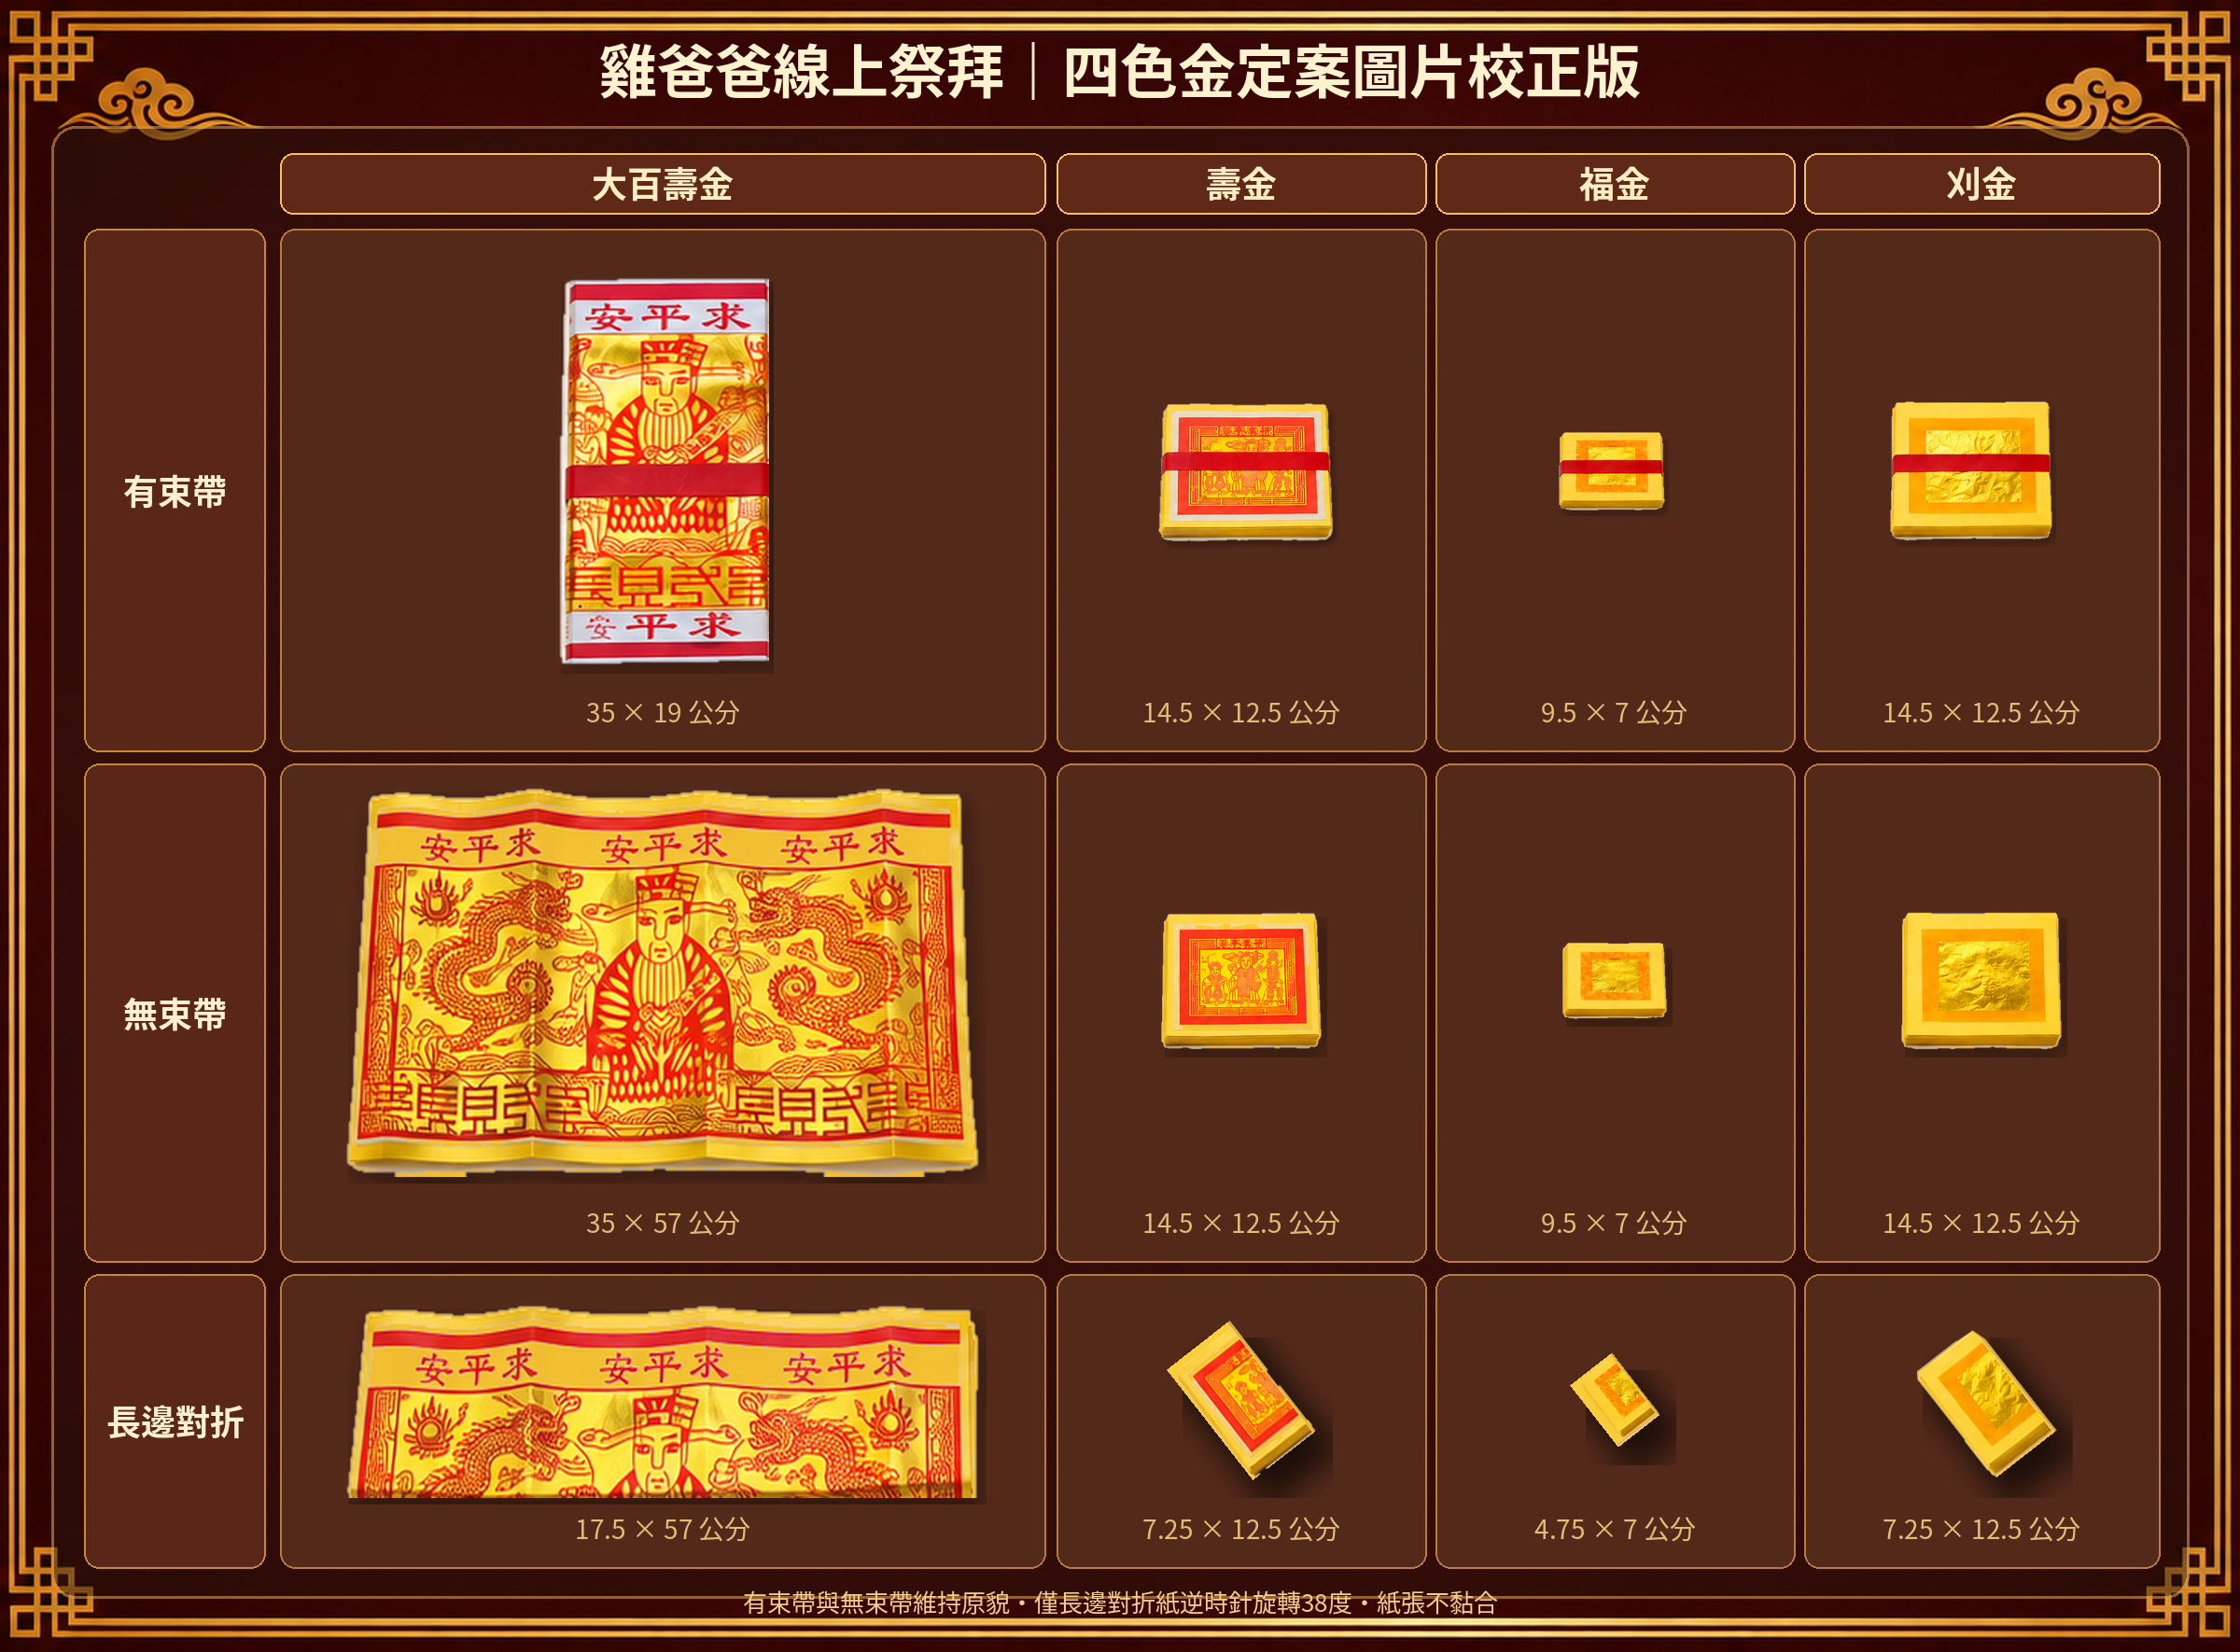 雞爸爸線上祭拜｜四色金定案圖片校正版
大百壽金
壽金
福金
刈金
有束帶
安平求
安平求
35 × 19 公分
14.5 × 12.5 公分
9.5 × 7 公分
14.5 × 12.5 公分
無束帶
安平求 安平求 安平求
35 × 57 公分
14.5 × 12.5 公分
9.5 × 7 公分
14.5 × 12.5 公分
長邊對折
安平求 安平求 安平求
17.5 × 57 公分
7.25 × 12.5 公分
4.75 × 7 公分
7.25 × 12.5 公分
有束帶與無束帶維持原貌・僅長邊對折紙逆時針旋轉38度・紙張不黏合